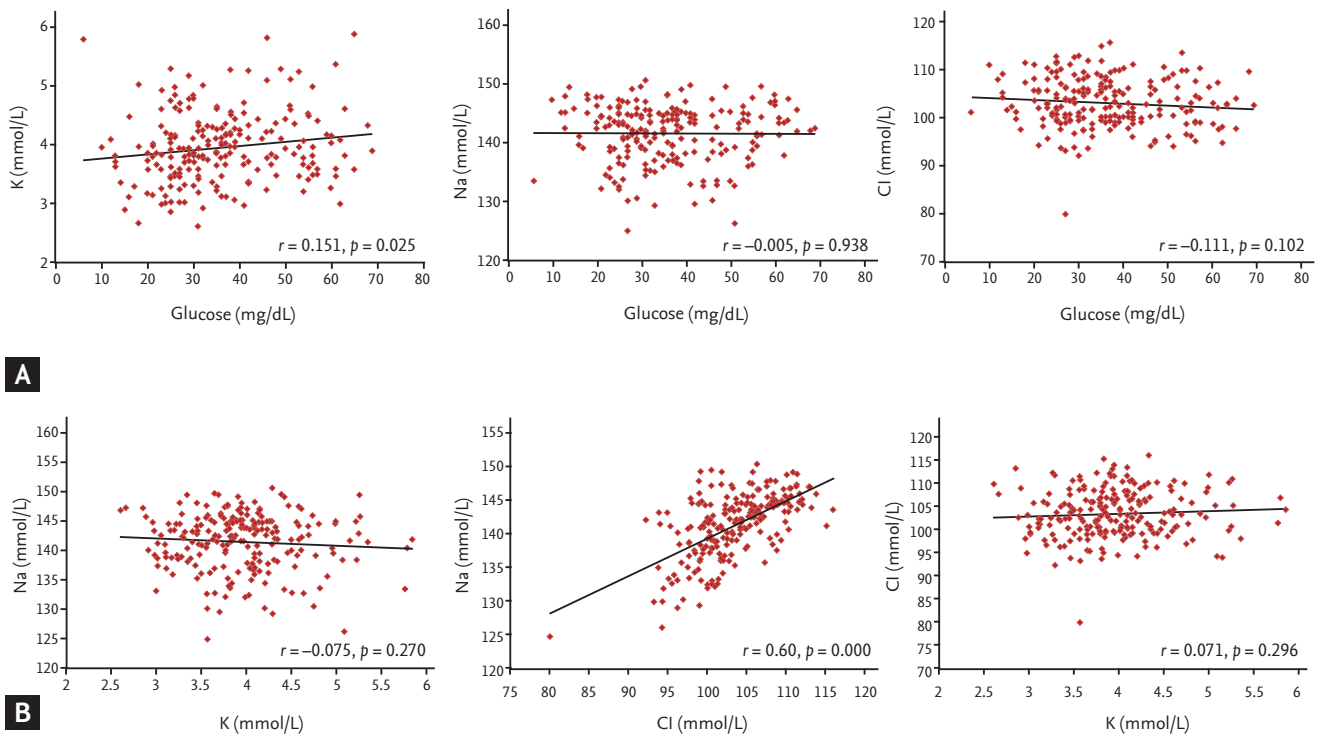 6
5
4
3
2
K (mmol/L)
r = 0.151, p = 0.025
0 10 20 30 40 50 60 70 80
Glucose (mg/dL)
160
150
140
130
120
Na (mmol/L)
r = –0.005, p = 0.938
0 10 20 30 40 50 60 70 80
Glucose (mg/dL)
120
110
100
90
80
70
Cl (mmol/L)
r = –0.111, p = 0.102
0 10 20 30 40 50 60 70 80
Glucose (mg/dL)
A
160
155
150
145
140
135
130
125
120
Na (mmol/L)
r = –0.075, p = 0.270
2 2.5 3 3.5 4 4.5 5 5.5 6
K (mmol/L)
155
150
145
140
135
130
125
120
Na (mmol/L)
r = 0.60, p = 0.000
75 80 85 90 95 100 105 110 115 120
Cl (mmol/L)
120
115
110
105
100
95
90
85
80
75
70
Cl (mmol/L)
r = 0.071, p = 0.296
2 2.5 3 3.5 4 4.5 5 5.5 6
K (mmol/L)
B